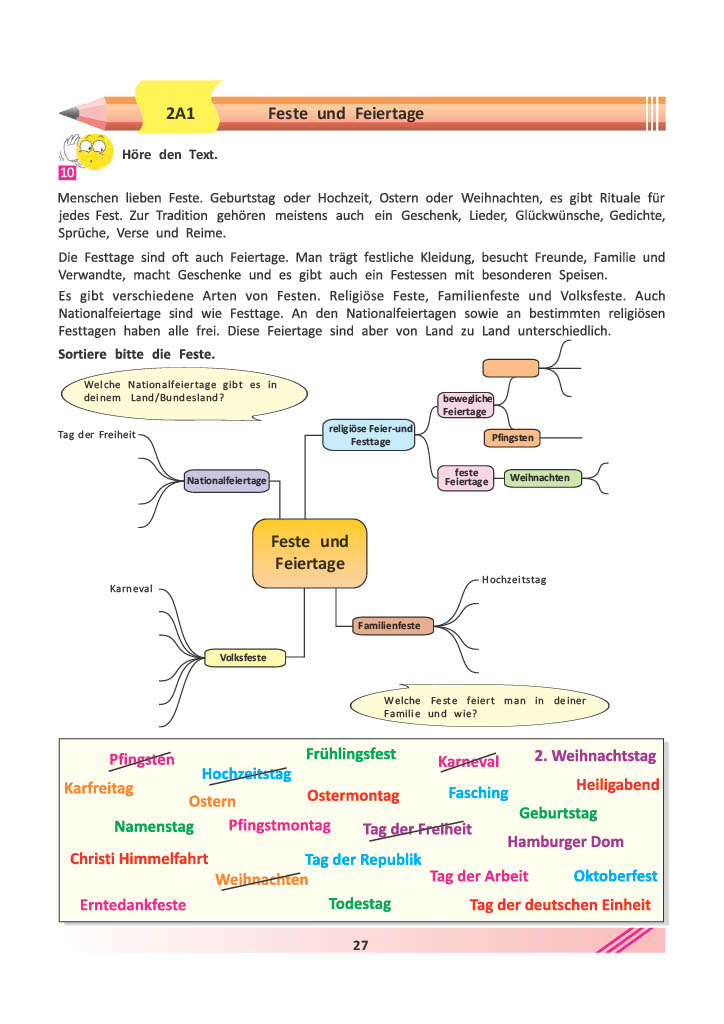 2A1
Feste und Feiertage
Höre den Text.
10
Menschen lieben Feste. Geburtstag oder Hochzeit, Ostern oder Weihnachten, es gibt Rituale für
jedes Fest. Zur Tradition gehören meistens auch ein Geschenk, Lieder, Glückwünsche, Gedichte,
Sprüche, Verse und Reime.
Die Festtage sind oft auch Feiertage. Man trägt festliche Kleidung, besucht Freunde, Familie und
Verwandte, macht Geschenke und es gibt auch ein Festessen mit besonderen Speisen.
Es gibt verschiedene Arten von Festen. Religiöse Feste, Familienfeste und Volksfeste. Auch
Nationalfeiertage sind wie Festtage. An den Nationalfeiertagen sowie an bestimmten religiösen
Festtagen haben alle frei. Diese Feiertage sind aber von Land zu Land unterschiedlich.
Sortiere bitte die Feste.
Welche Nationalfeiertage gibt es in
deinem Land/Bundesland?
bewegliche
Feiertage
Tag der Freiheit
religiöse Feier-und
Festtage
Pfingsten
Nationalfeiertage
feste
Feiertage
Weihnachten
Feste und
Feiertage
Karneval
Hochzeitstag
Familienfeste
Volksfeste
Welche Feste feiert man in deiner
Familie und wie?
Pfingsten
Frühlingsfest
Karneval
2. Weihnachtstag
Karfreitag
Hochzeitstag
Heiligabend
Ostern
Ostermontag
Fasching
Geburtstag
Namenstag
Pfingstmontag
Tag der Freiheit
Hamburger Dom
Christi Himmelfahrt
Tag der Republik
Weihnachten
Tag der Arbeit
Oktoberfest
Erntedankfeste
Todestag
Tag der deutschen Einheit
27